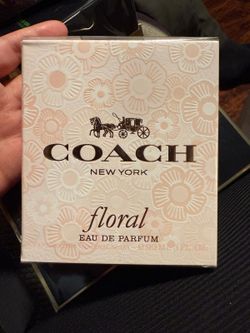 COACH
NEW YORK
floral
EAU DE PARFUM